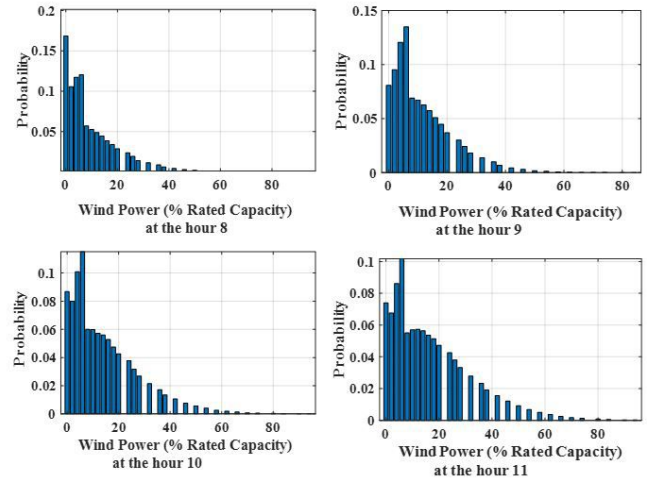 0.2
0.15
0.1
0.05
Probability
0 20 40 60 80
Wind Power (% Rated Capacity)
at the hour 8
0.15
0.1
0.05
0
Probability
0 20 40 60 80
Wind Power (% Rated Capacity)
at the hour 9
0.1
0.08
0.06
0.04
0.02
0
Probability
0 20 40 60 80
Wind Power (% Rated Capacity)
at the hour 10
0.1
0.08
0.06
0.04
0.02
0
Probability
0 20 40 60 80
Wind Power (% Rated Capacity)
at the hour 11